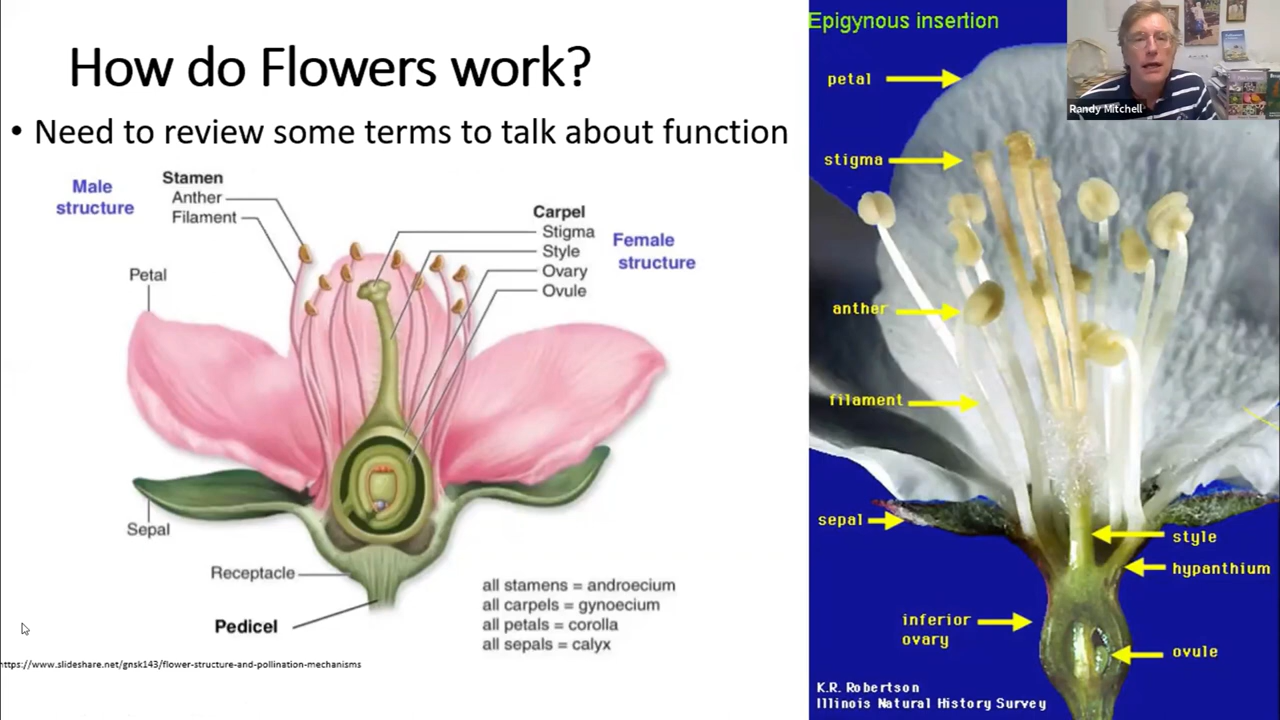 How do Flowers work?
• Need to review some terms to talk about function
Male
structure
Stamen
Anther
Filament
Petal
Carpel
Stigma
Style
Ovary
Ovule
Female
structure
Sepal
Receptacle
Pedicel
all stamens = androecium
all carpels = gynoecium
all petals = corolla
all sepals = calyx
https://www.slideshare.net/gnsk143/flower-structure-and-pollination-mechanisms
Epigynous insertion
petal
stigma
anther
filament
sepal
style
hypanthium
inferior
ovary
ovule
K.R. Robertson
Illinois Natural History Survey
Randy Mitchell